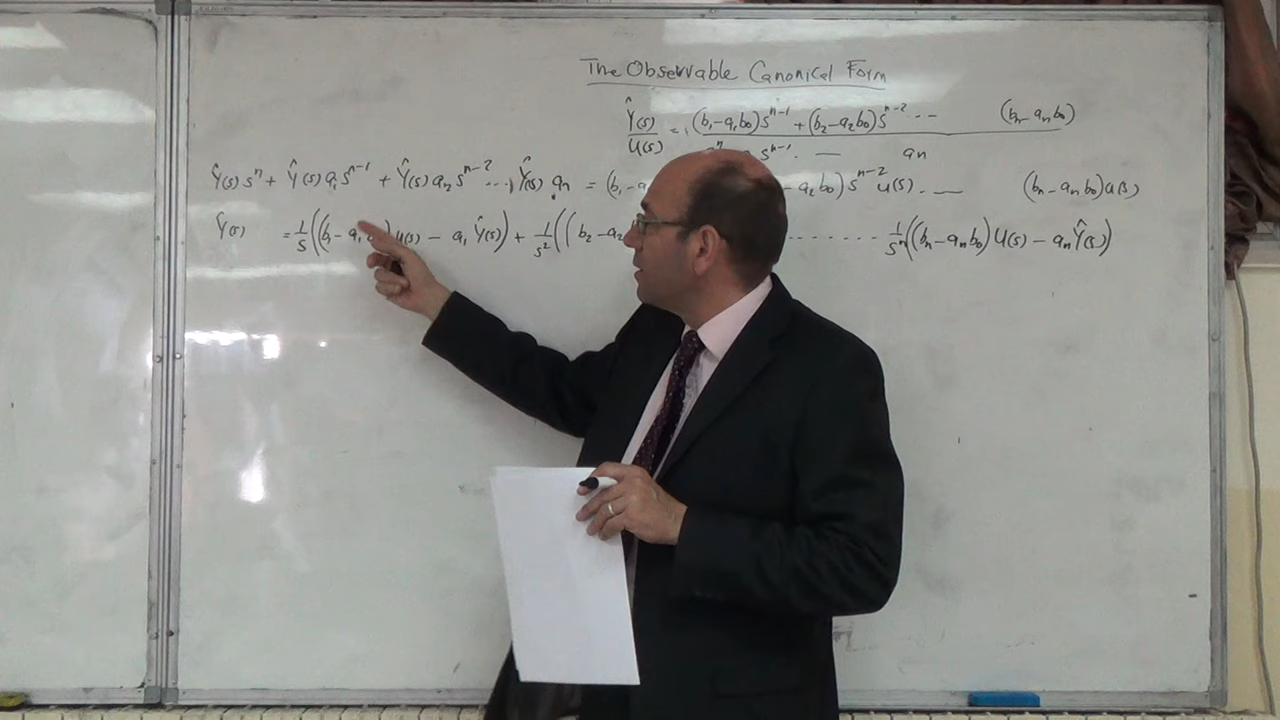 The Observable Canonical Form
Ŷ(s)/U(s) = (b₁-a₁b₀)s^{n-1} + (b₂-a₂b₀)s^{n-2} ... (bₙ-aₙb₀) / s^{n-1}. — aₙ
Ŷ(s)sⁿ + Ŷ(s)a₁s^{n-1} + Ŷ(s)aₙs^{n-2} ... Ŷ(s) aₙ = (b₁-a a₂b₀)s^{n-2}U(s). — (bₙ-aₙb₀)U(s)
Ŷ(s) = 1/s((b₁-a₁ )U(s) - a₁Ŷ(s)) + 1/s²((b₂-a₂ ........ 1/sⁿ((bₙ-aₙb₀)U(s) - aₙŶ(s))